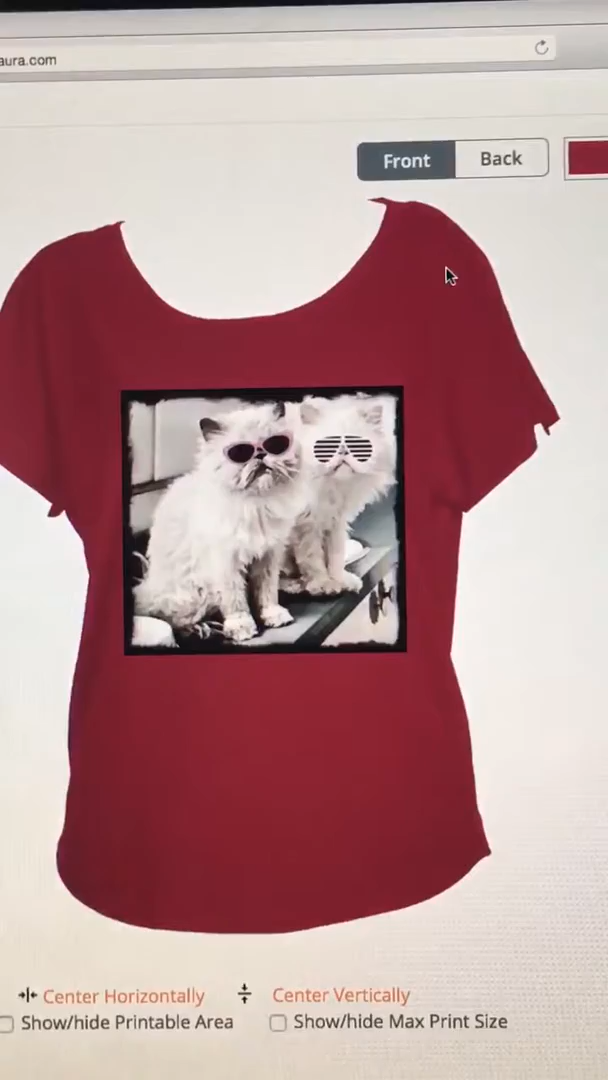 aura.com
Front
Back
Center Horizontally
Center Vertically
Show/hide Printable Area
Show/hide Max Print Size